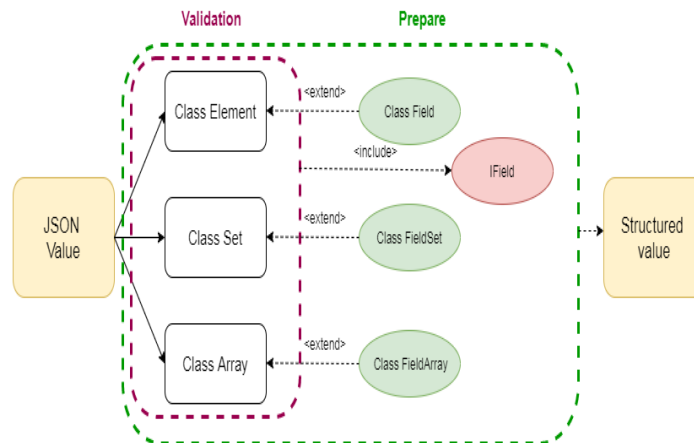 Validation
Prepare
Class Element
<extend>
Class Field
<include>
IField
JSON
Value
Class Set
<extend>
Class FieldSet
Structured
value
Class Array
<extend>
Class FieldArray